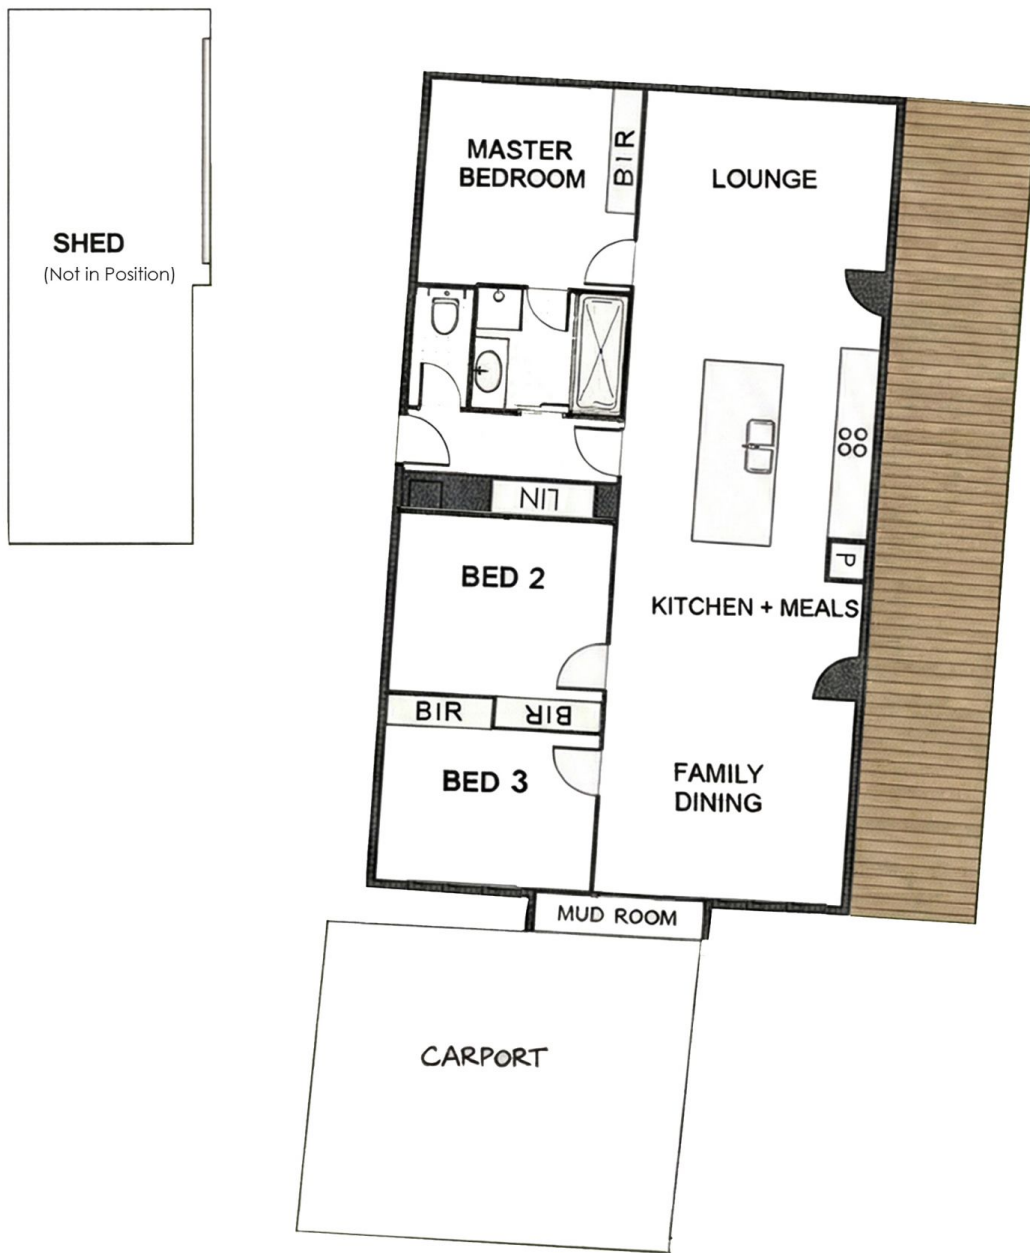 MASTER
BEDROOM
BIR
LOUNGE
SHED
(Not in Position)
LIN
BED 2
P
KITCHEN + MEALS
BIR
BIR
BED 3
FAMILY
DINING
MUD ROOM
CARPORT